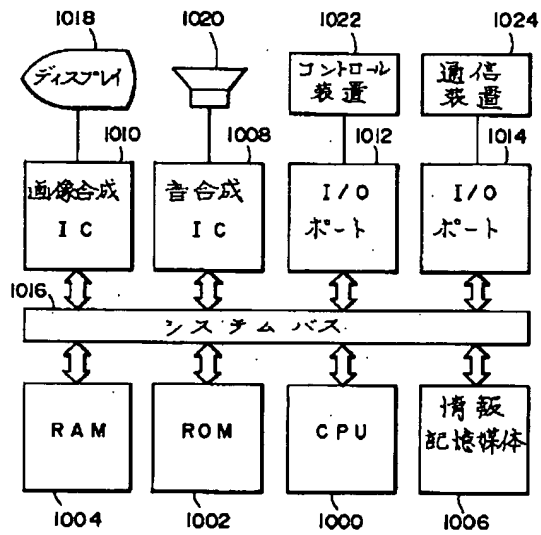 1018
1020
1022
1024
ディスプレイ
コントロール
装置
通信
装置
1010
1008
1012
1014
画像合成
IC
音合成
IC
I/O
ポート
I/O
ポート
1016
システムバス
RAM
ROM
CPU
情報
記憶媒体
1004
1002
1000
1006